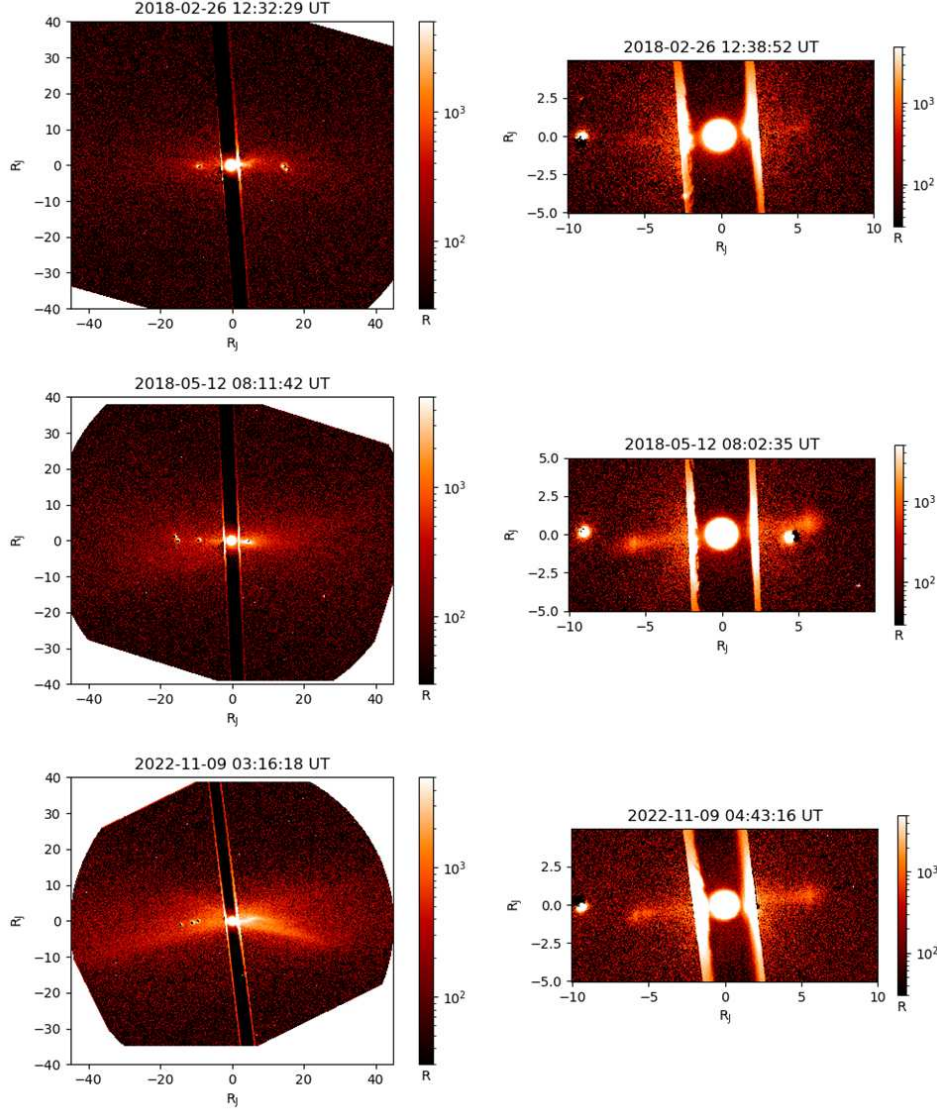 2018-02-26 12:32:29 UT
40
30
20
10
0
−10
−20
−30
−40
RJ
−40 −20 0 20 40
RJ
10³
10²
R
2018-02-26 12:38:52 UT
2.5
0.0
−2.5
−5.0
RJ
−10 −5 0 5 10
RJ
10³
10²
R
2018-05-12 08:11:42 UT
40
30
20
10
0
−10
−20
−30
−40
RJ
−40 −20 0 20 40
RJ
10³
10²
R
2018-05-12 08:02:35 UT
5.0
2.5
0.0
−2.5
−5.0
RJ
−10 −5 0 5
RJ
10³
10²
R
2022-11-09 03:16:18 UT
40
30
20
10
0
−10
−20
−30
−40
RJ
−40 −20 0 20 40
RJ
10³
10²
R
2022-11-09 04:43:16 UT
2.5
0.0
−2.5
−5.0
RJ
−10 −5 0 5 10
RJ
10³
10²
R